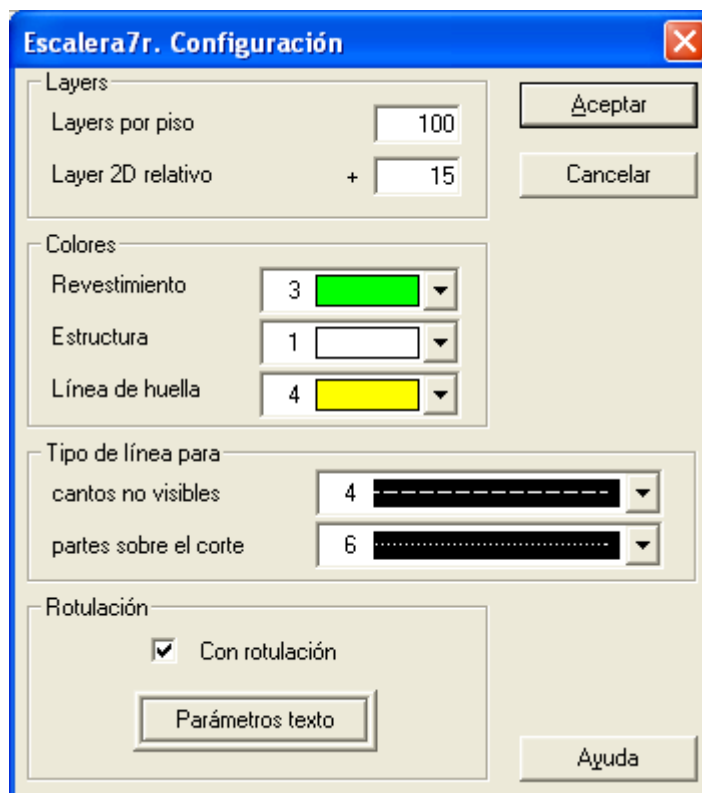 Escalera7r. Configuración
Layers
Layers por piso 100
Layer 2D relativo + 15
Aceptar
Cancelar
Colores
Revestimiento 3
Estructura 1
Línea de huella 4
Tipo de línea para
cantos no visibles 4
partes sobre el corte 6
Rotulación
Con rotulación
Parámetros texto
Ayuda